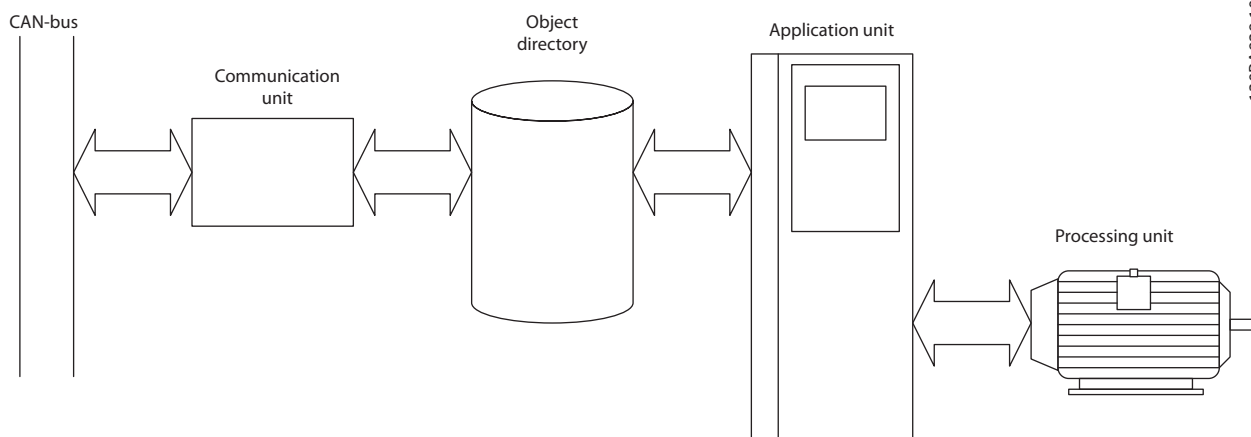 CAN-bus
Communication
unit
Object
directory
Application unit
Processing unit